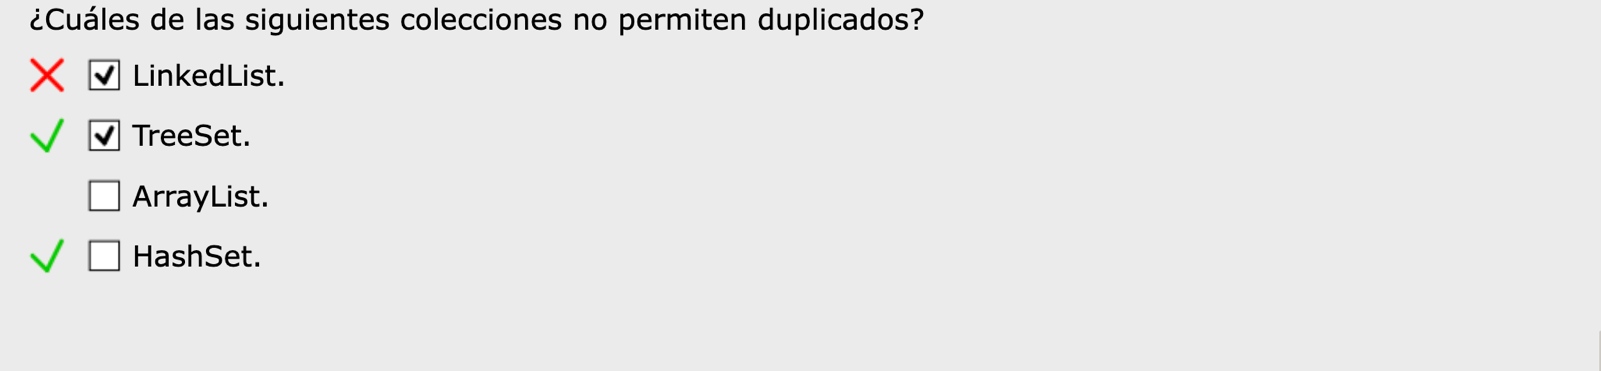 ¿Cuáles de las siguientes colecciones no permiten duplicados?
LinkedList.
TreeSet.
ArrayList.
HashSet.